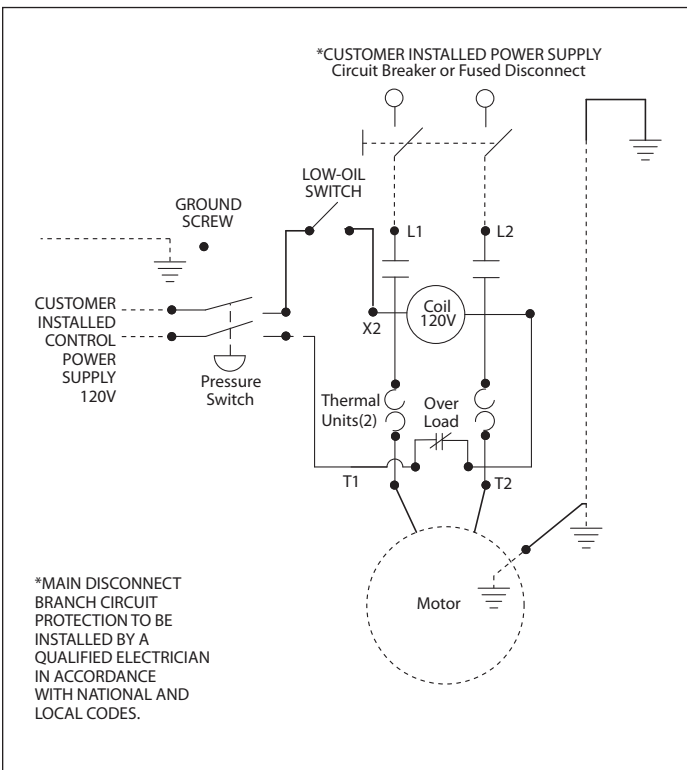 *CUSTOMER INSTALLED POWER SUPPLY
Circuit Breaker or Fused Disconnect
LOW-OIL
SWITCH
GROUND
SCREW
L1
L2
CUSTOMER
INSTALLED
CONTROL
POWER
SUPPLY
120V
Coil
120V
X2
Pressure
Switch
Thermal
Units(2)
Over
Load
T1
T2
Motor
*MAIN DISCONNECT
BRANCH CIRCUIT
PROTECTION TO BE
INSTALLED BY A
QUALIFIED ELECTRICIAN
IN ACCORDANCE
WITH NATIONAL AND
LOCAL CODES.